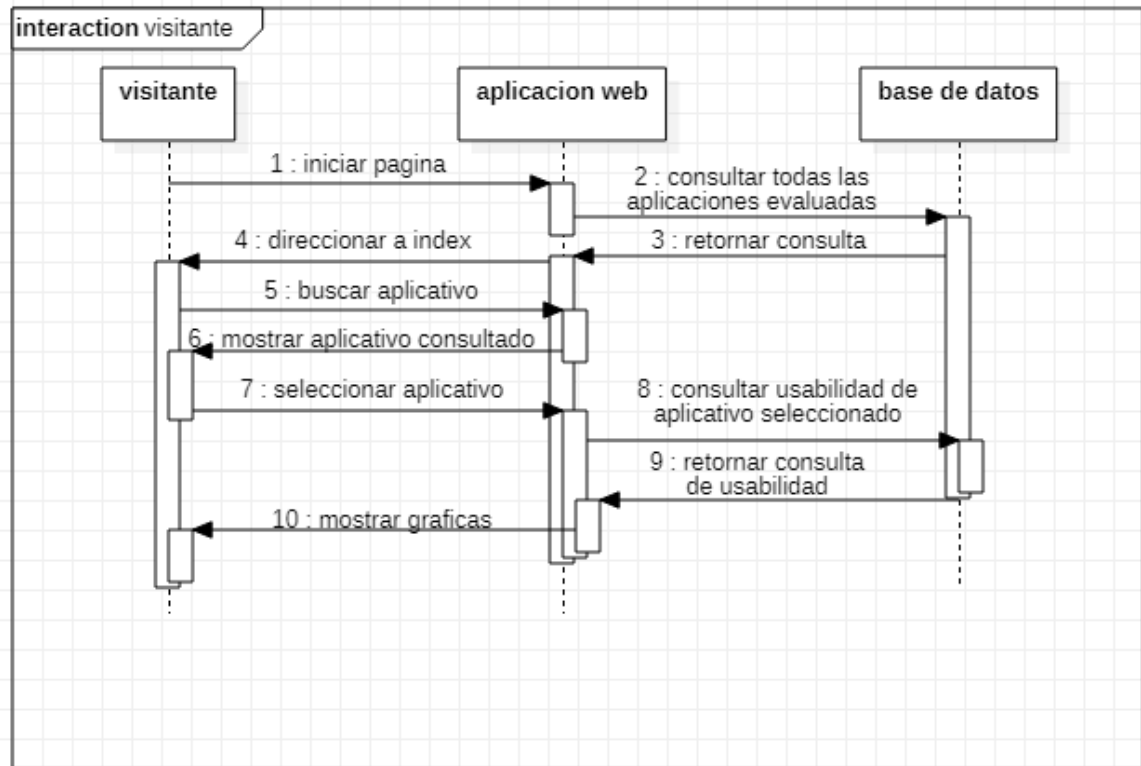 interaction visitante
visitante
aplicacion web
base de datos
1 : iniciar pagina
2 : consultar todas las
aplicaciones evaluadas
3 : retornar consulta
4 : direccionar a index
5 : buscar aplicativo
6 : mostrar aplicativo consultado
7 : seleccionar aplicativo
8 : consultar usabilidad de
aplicativo seleccionado
9 : retornar consulta
de usabilidad
10 : mostrar graficas